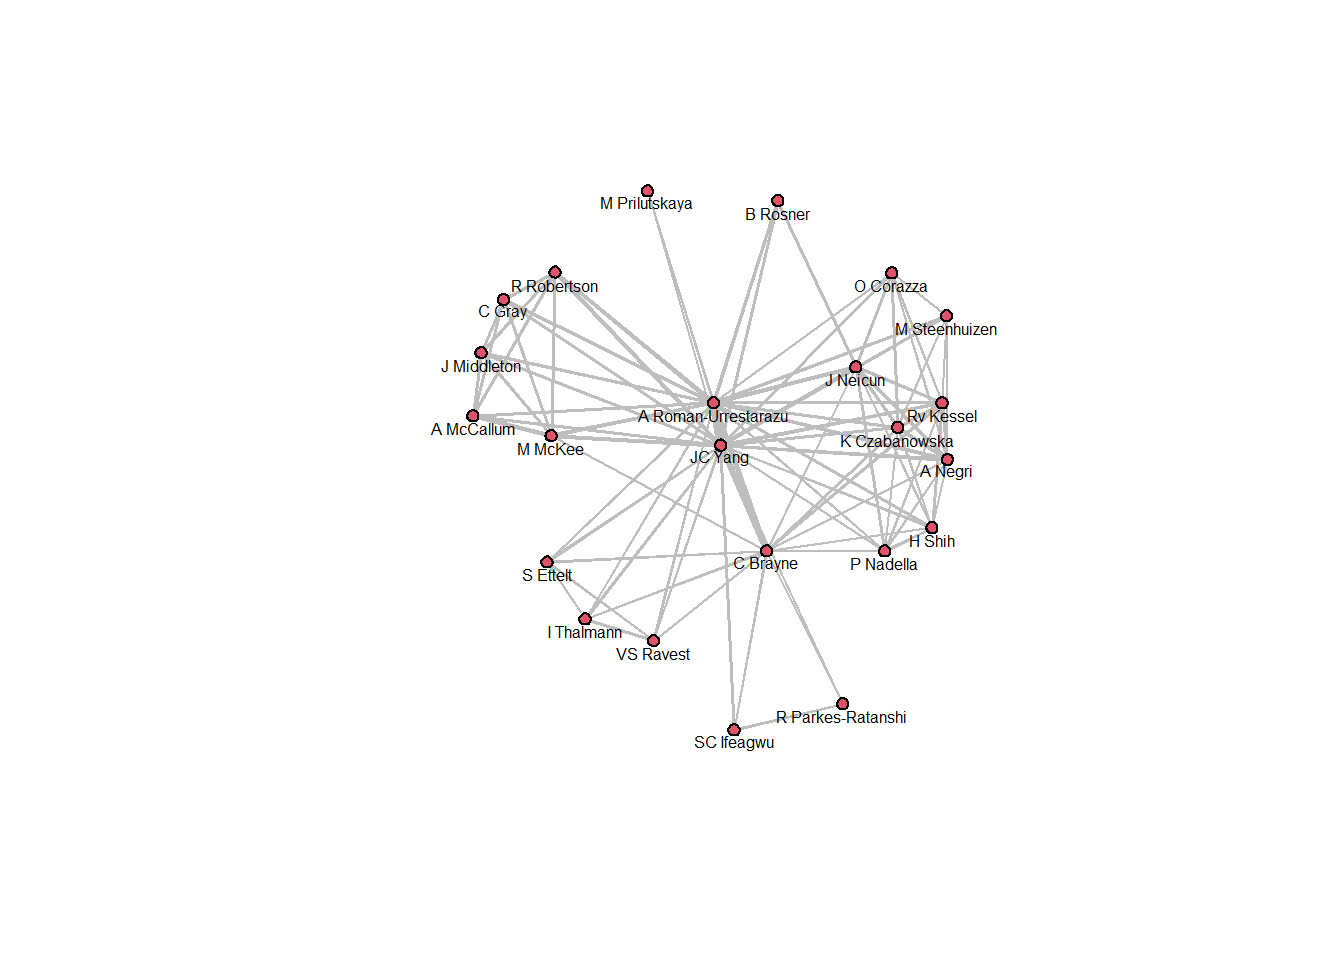 M Prilutskaya
B Rosner
R Robertson
O Corazza
C Gray
M Steenhuizen
J Middleton
J Neicun
A Roman-Urrestarazu
Rv Kessel
A McCallum
K Czabanowska
M McKee
JC Yang
A Negri
H Shih
C Brayne
P Nadella
S Ettelt
I Thalmann
VS Ravest
R Parkes-Ratanshi
SC Ifeagwu